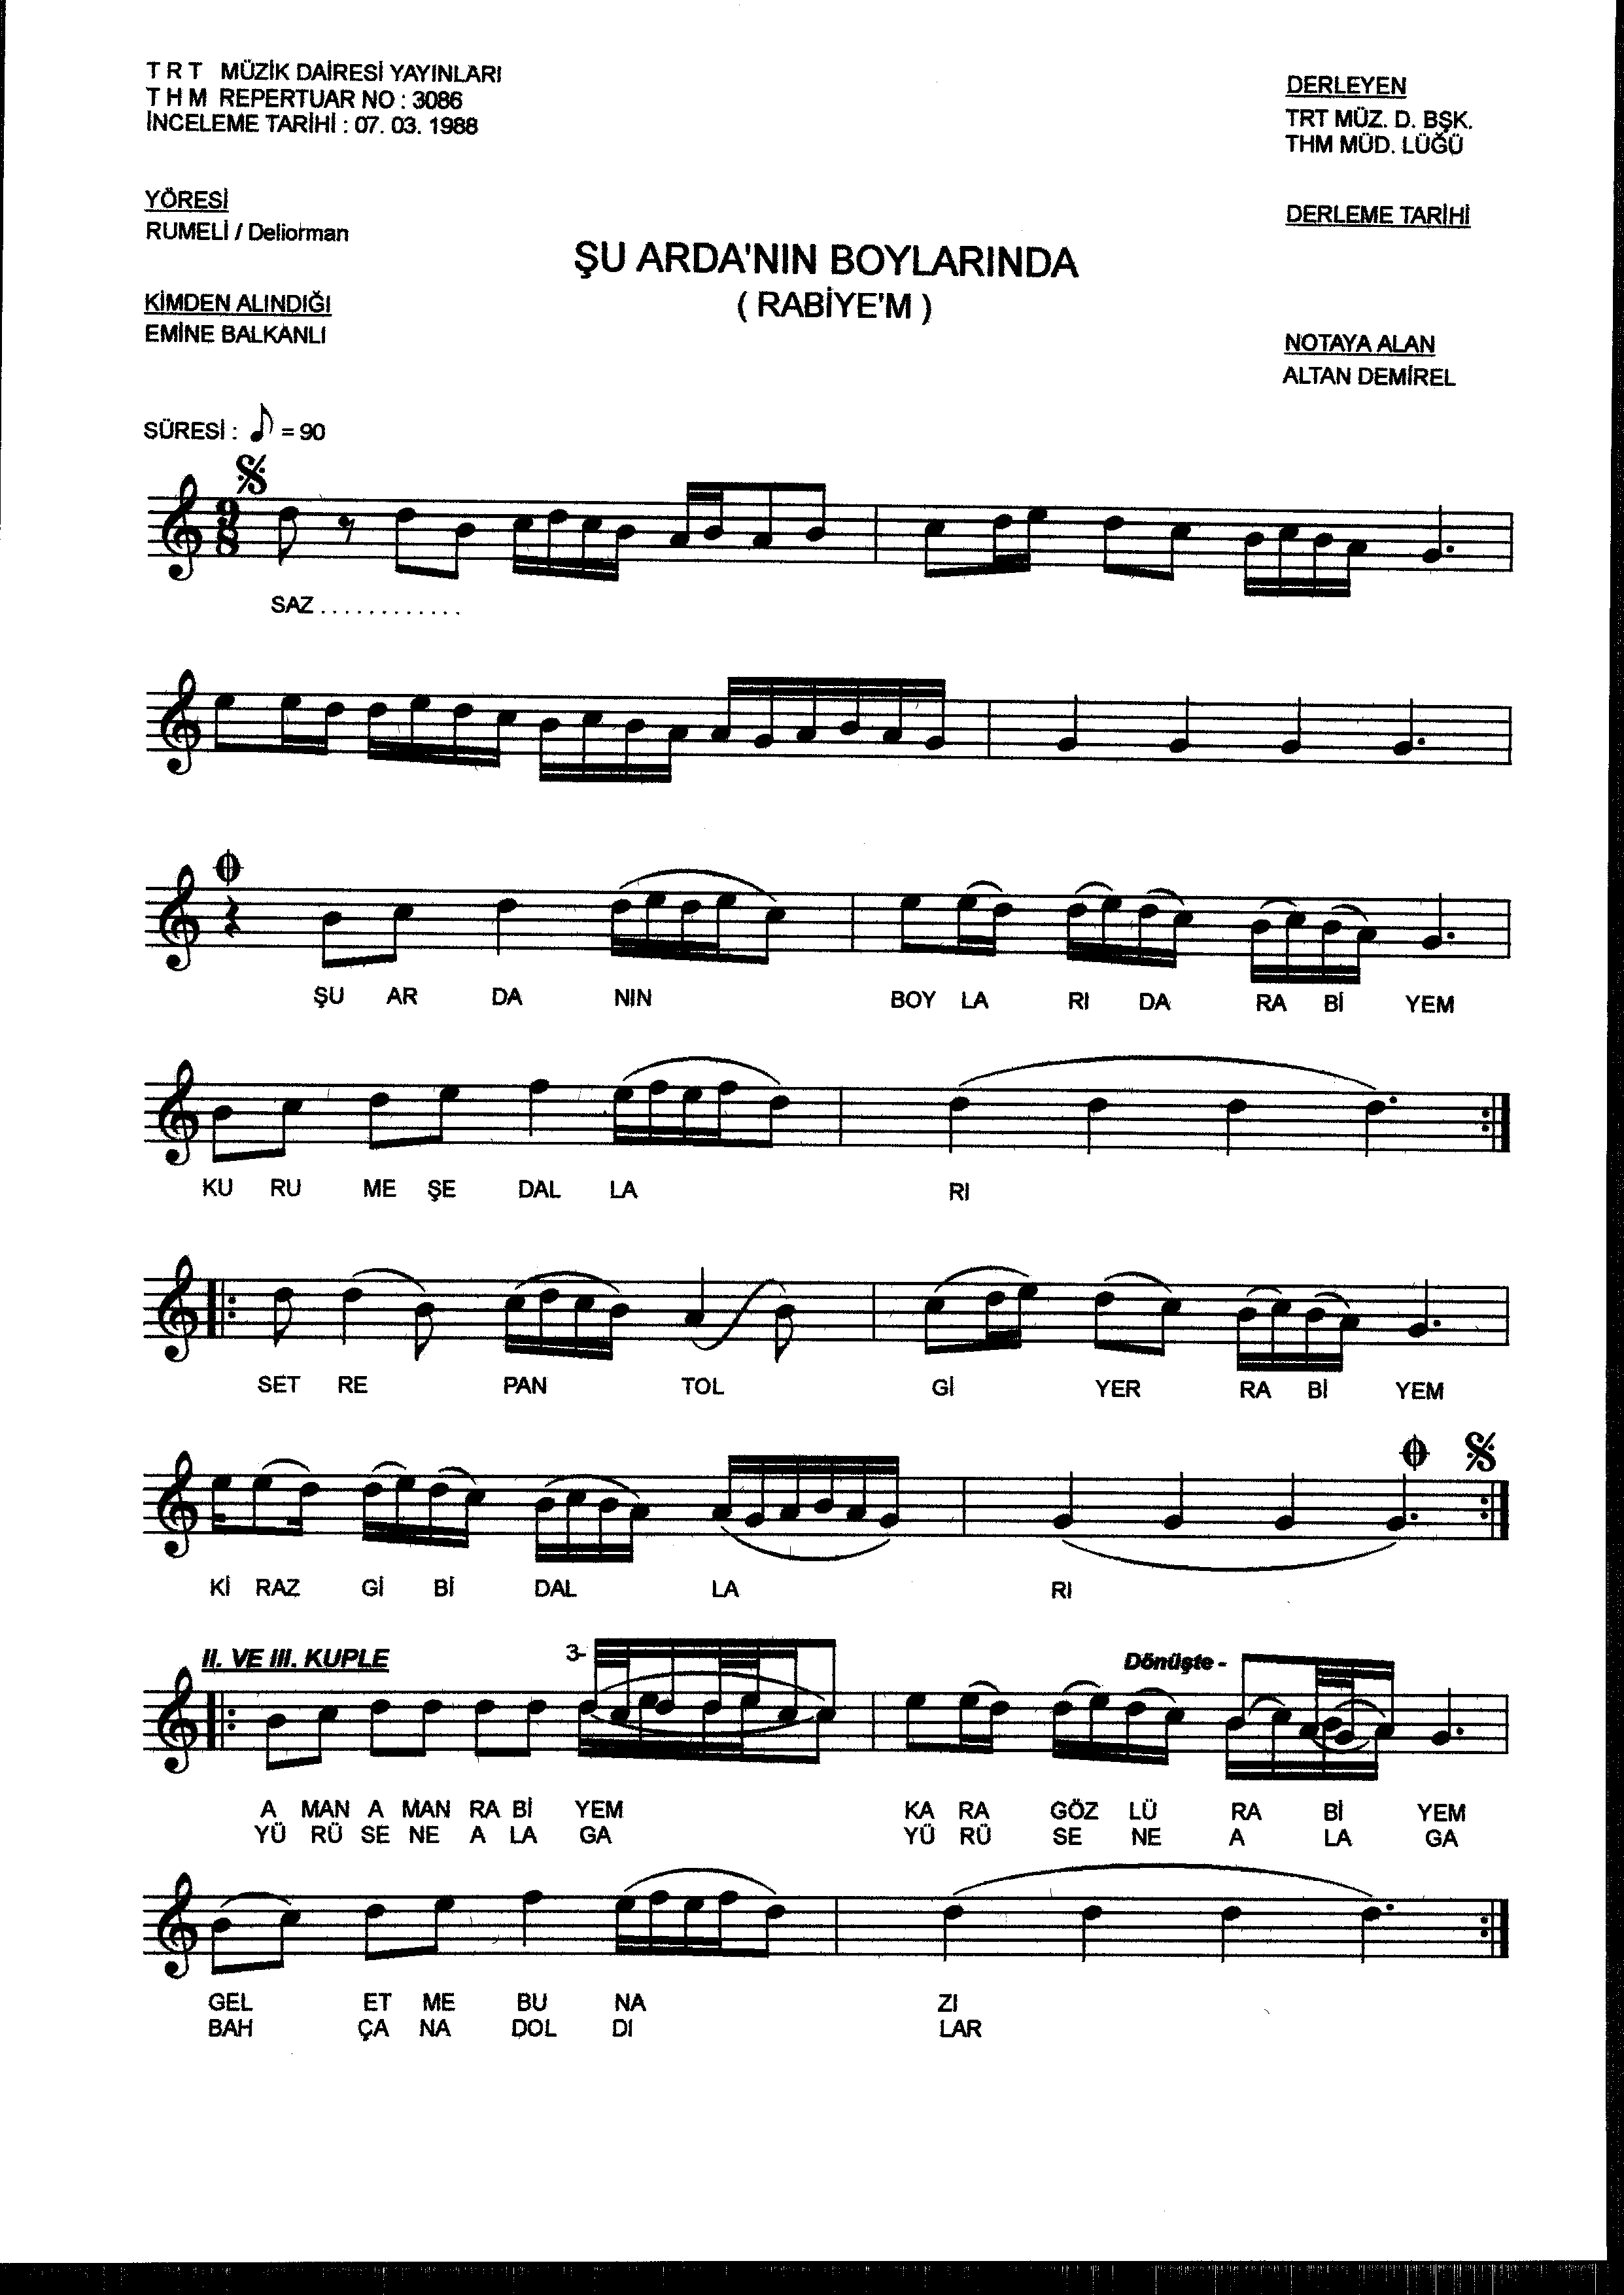 T R T MÜZİK DAİRESİ YAYINLARI
T H M REPERTUAR NO : 3086
İNCELEME TARİHİ : 07. 03. 1988
DERLEYEN
TRT MÜZ. D. BŞK.
THM MÜD. LÜĞÜ
YÖRESİ
RUMELİ / Deliorman
DERLEME TARİHİ
ŞU ARDA'NIN BOYLARINDA
( RABİYE'M )
KİMDEN ALINDIĞI
EMİNE BALKANLI
NOTAYA ALAN
ALTAN DEMİREL
SÜRESİ : = 90
9
8
SAZ . . . . . . . . . . . .
ŞU AR DA NIN BOY LA RI DA RA Bİ YEM
KU RU ME ŞE DAL LA RI
SET RE PAN TOL Gİ YER RA Bİ YEM
Kİ RAZ Gİ Bİ DAL LA RI
II. VE III. KUPLE
3-
Dönüşte -
A MAN A MAN RA Bİ YEM KA RA GÖZ LÜ RA Bİ YEM
YÜ RÜ SE NE A LA GA YÜ RÜ SE NE A LA GA
GEL ET ME BU NA ZI
BAH ÇA NA DOL DI LAR